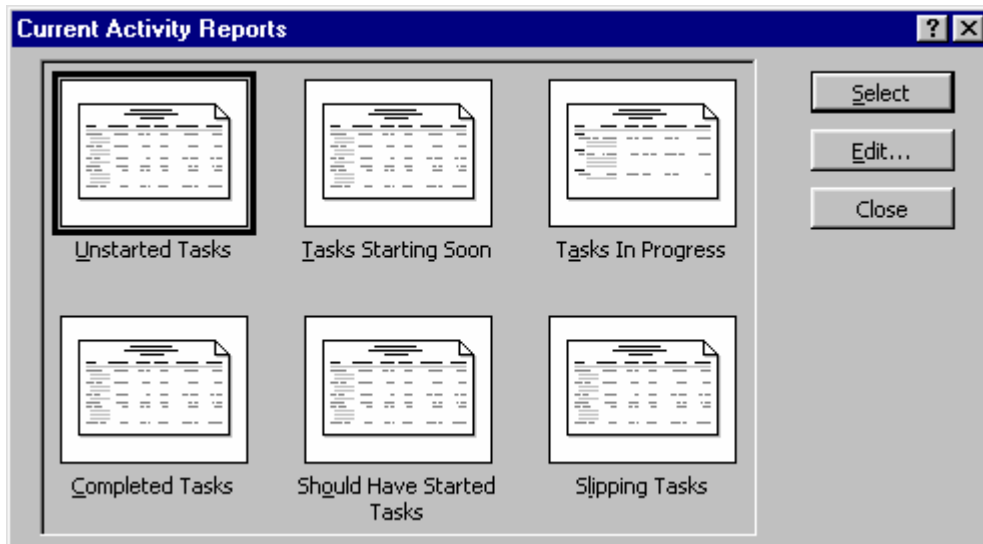 Current Activity Reports
Select
Edit...
Close
Unstarted Tasks
Tasks Starting Soon
Tasks In Progress
Completed Tasks
Should Have Started
Tasks
Slipping Tasks